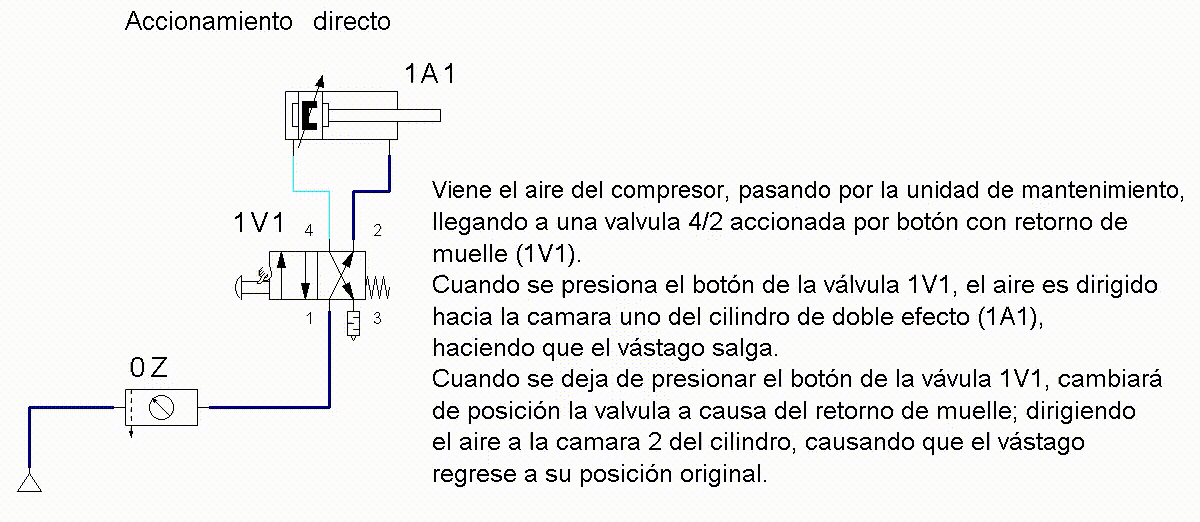 Accionamiento directo
1A1
1V1
4
2
1
3
0Z
Viene el aire del compresor, pasando por la unidad de mantenimiento,
llegando a una valvula 4/2 accionada por botón con retorno de
muelle (1V1).
Cuando se presiona el botón de la válvula 1V1, el aire es dirigido
hacia la camara uno del cilindro de doble efecto (1A1),
haciendo que el vástago salga.
Cuando se deja de presionar el botón de la vávula 1V1, cambiará
de posición la valvula a causa del retorno de muelle; dirigiendo
el aire a la camara 2 del cilindro, causando que el vástago
regrese a su posición original.